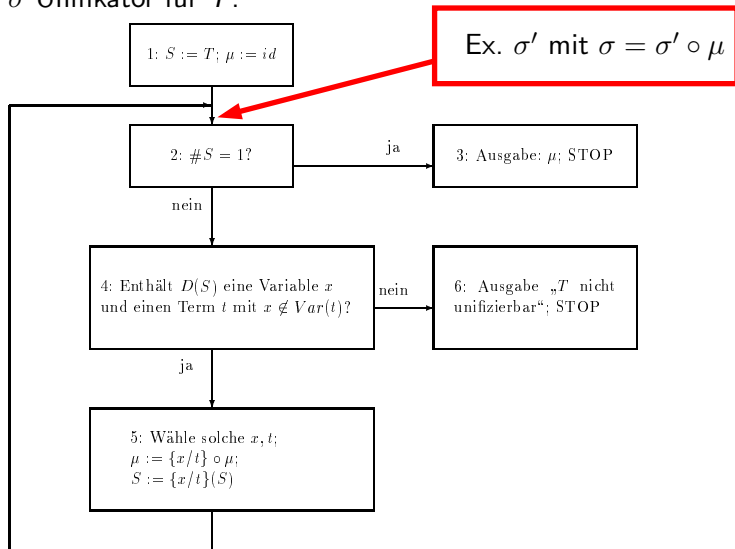 σ Unifikator für T.
Ex. σ′ mit σ = σ′ ∘ μ
1: S := T; μ := id
2: #S = 1?
ja
3: Ausgabe: μ; STOP
nein
4: Enthält D(S) eine Variable x
und einen Term t mit x ∉ Var(t)?
nein
6: Ausgabe „T nicht
unifizierbar“; STOP
ja
5: Wähle solche x, t;
μ := {x/t} ∘ μ;
S := {x/t}(S)